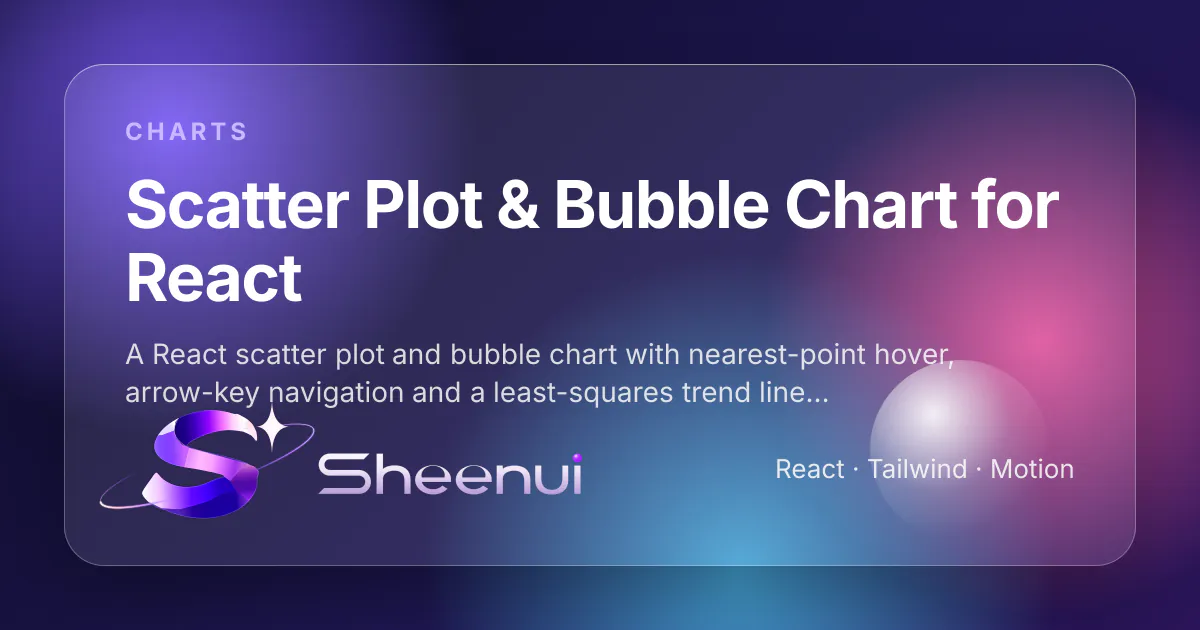 CHARTS
Scatter Plot & Bubble Chart for
React
A React scatter plot and bubble chart with nearest-point hover,
arrow-key navigation and a least-squares trend line...
Sheenui
React · Tailwind · Motion